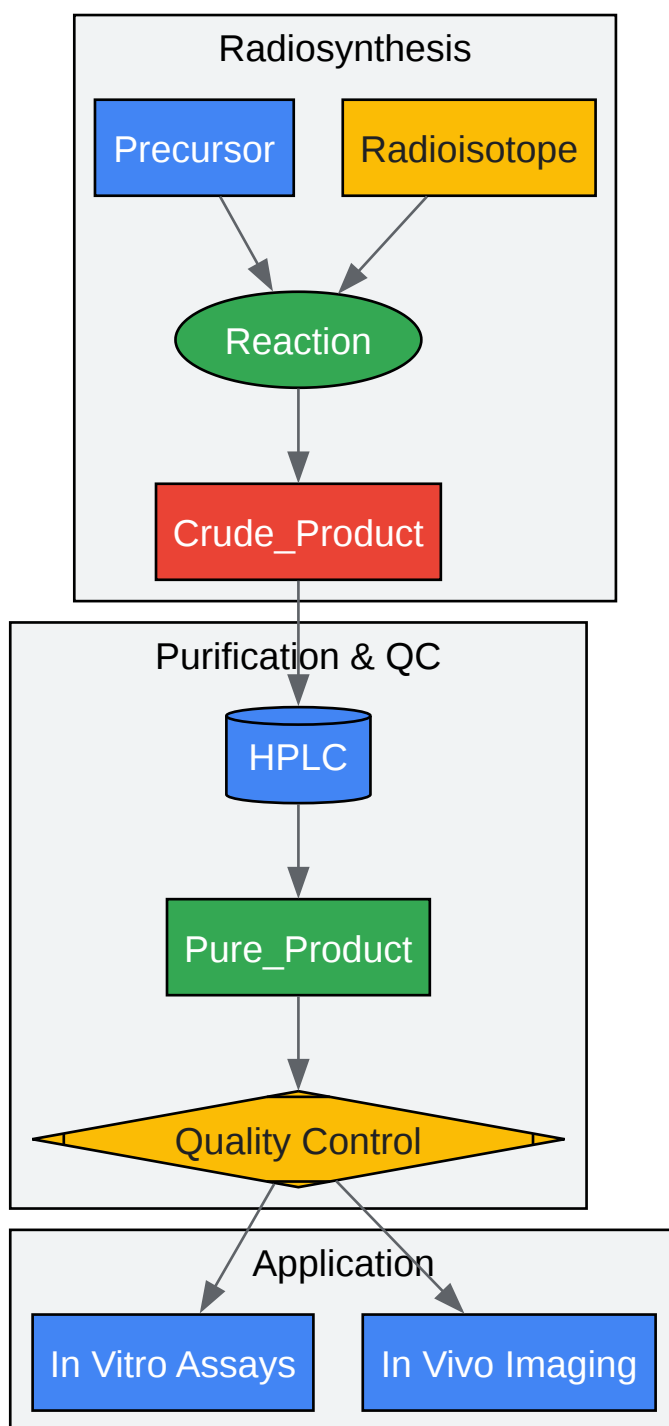 Radiosynthesis
Precursor
Radioisotope
Reaction
Crude_Product
Purification & QC
HPLC
Pure_Product
Quality Control
Application
In Vitro Assays
In Vivo Imaging